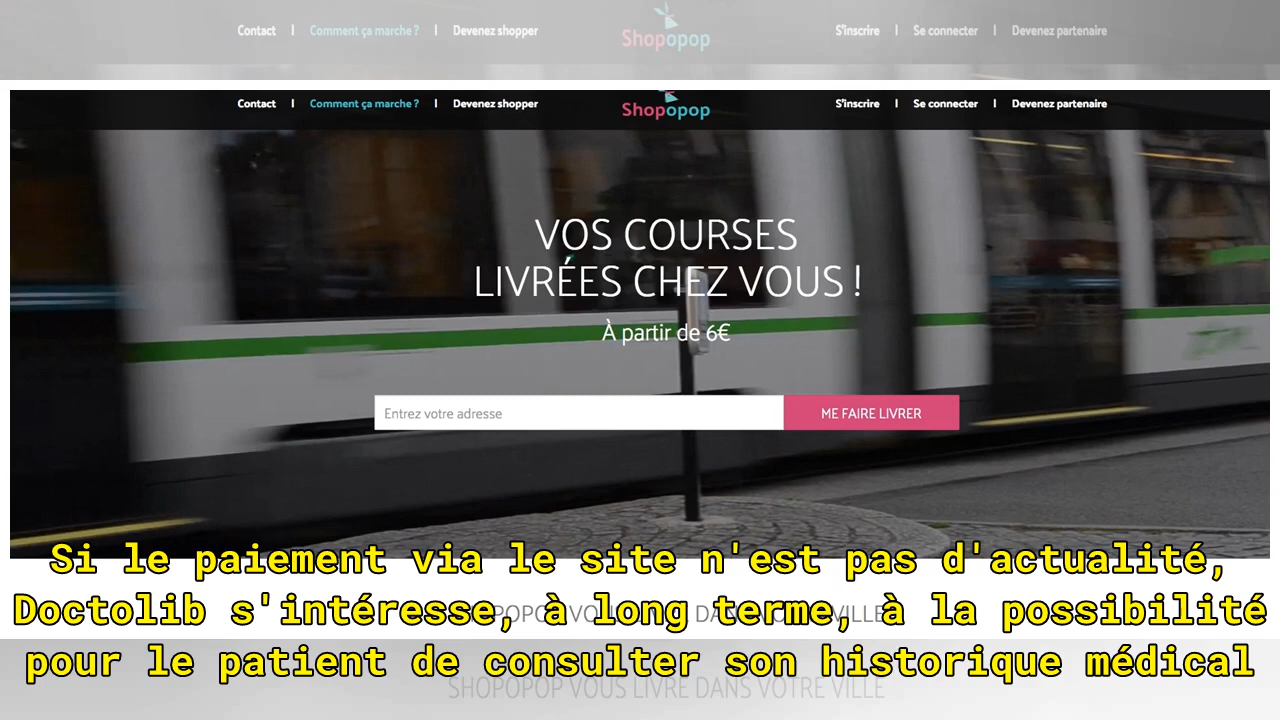 Contact | Comment ça marche ? | Devenez shopper Shopopop S'inscrire | Se connecter | Devenez partenaire
Contact | Comment ça marche ? | Devenez shopper Shopopop S'inscrire | Se connecter | Devenez partenaire
VOS COURSES
LIVRÉES CHEZ VOUS !
À partir de 6€
Entrez votre adresse ME FAIRE LIVRER
Si le paiement via le site n'est pas d'actualité,
Doctolib s'intéresse, à long terme, à la possibilité
pour le patient de consulter son historique médical
SHOPOPOP VOUS LIVRE DANS VOTRE VILLE